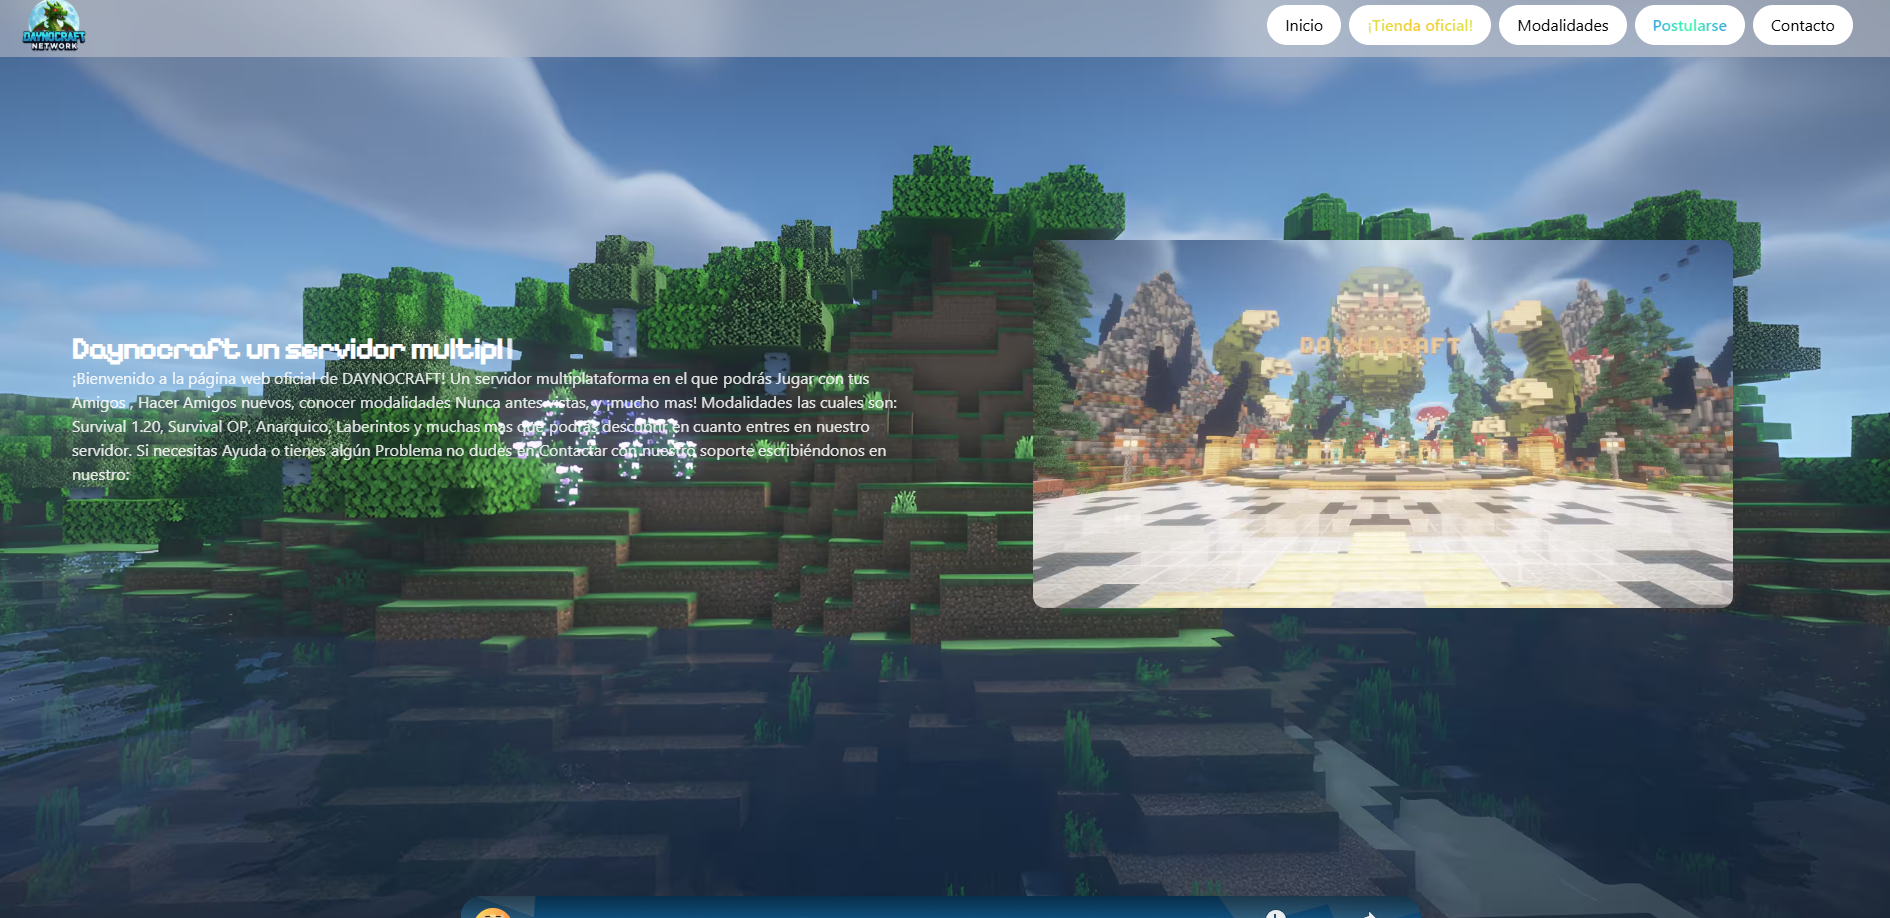 DAYNOCRAFT
NETWORK
Inicio
¡Tienda oficial!
Modalidades
Postularse
Contacto
DAYNOCRAFT
Daynocraft un servidor multipl|
¡Bienvenido a la página web oficial de DAYNOCRAFT! Un servidor multiplataforma en el que podrás Jugar con tus
Amigos , Hacer Amigos nuevos, conocer modalidades Nunca antes vistas, y ¡mucho mas! Modalidades las cuales son:
Survival 1.20, Survival OP, Anarquico, Laberintos y muchas mas que podrás descubrir en cuanto entres en nuestro
servidor. Si necesitas Ayuda o tienes algún Problema no dudes en Contactar con nuestro soporte escribiéndonos en
nuestro: